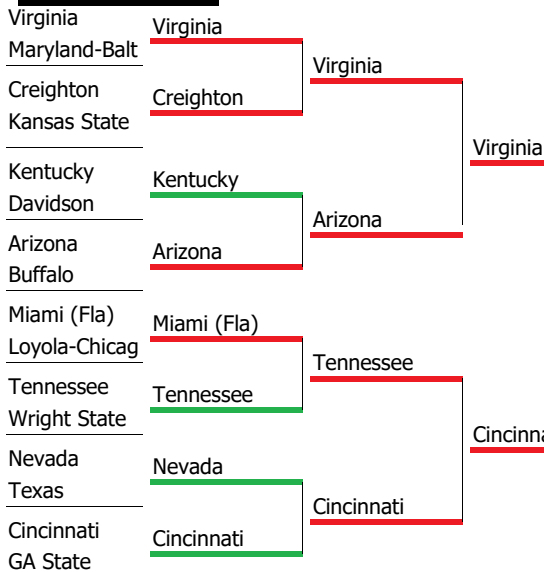 Virginia
Maryland-Balt
Creighton
Kansas State
Kentucky
Davidson
Arizona
Buffalo
Miami (Fla)
Loyola-Chicag
Tennessee
Wright State
Nevada
Texas
Cincinnati
GA State
Virginia
Creighton
Kentucky
Arizona
Miami (Fla)
Tennessee
Nevada
Cincinnati
Virginia
Arizona
Tennessee
Cincinnati
Virginia
Cincinna